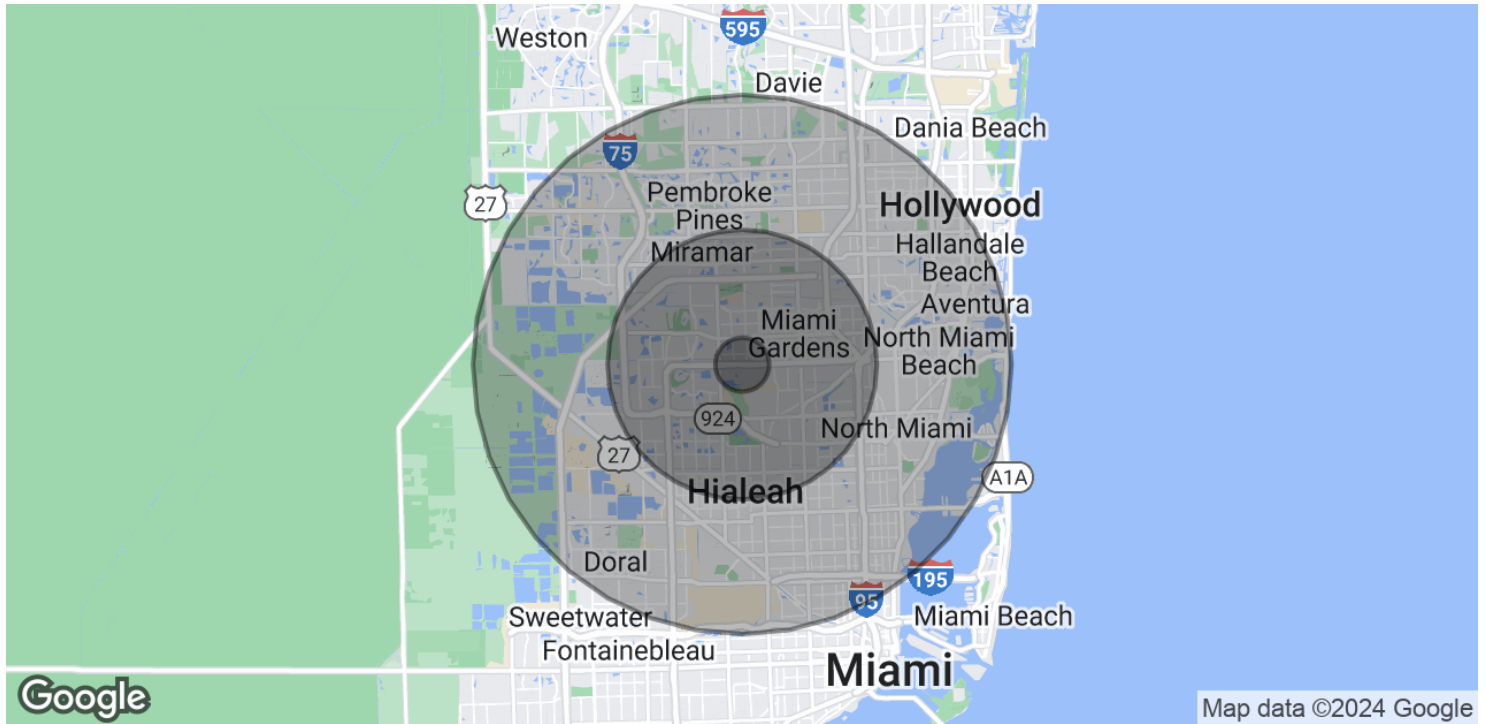 Weston
595
Davie
Dania Beach
75
Pembroke
Pines
27
Hollywood
Miramar
Hallandale
Beach
Aventura
Miami
Gardens
North Miami
Beach
924
North Miami
27
A1A
Hialeah
Doral
195
95
Sweetwater
Miami Beach
Fontainebleau
Miami
Google
Map data ©2024 Google